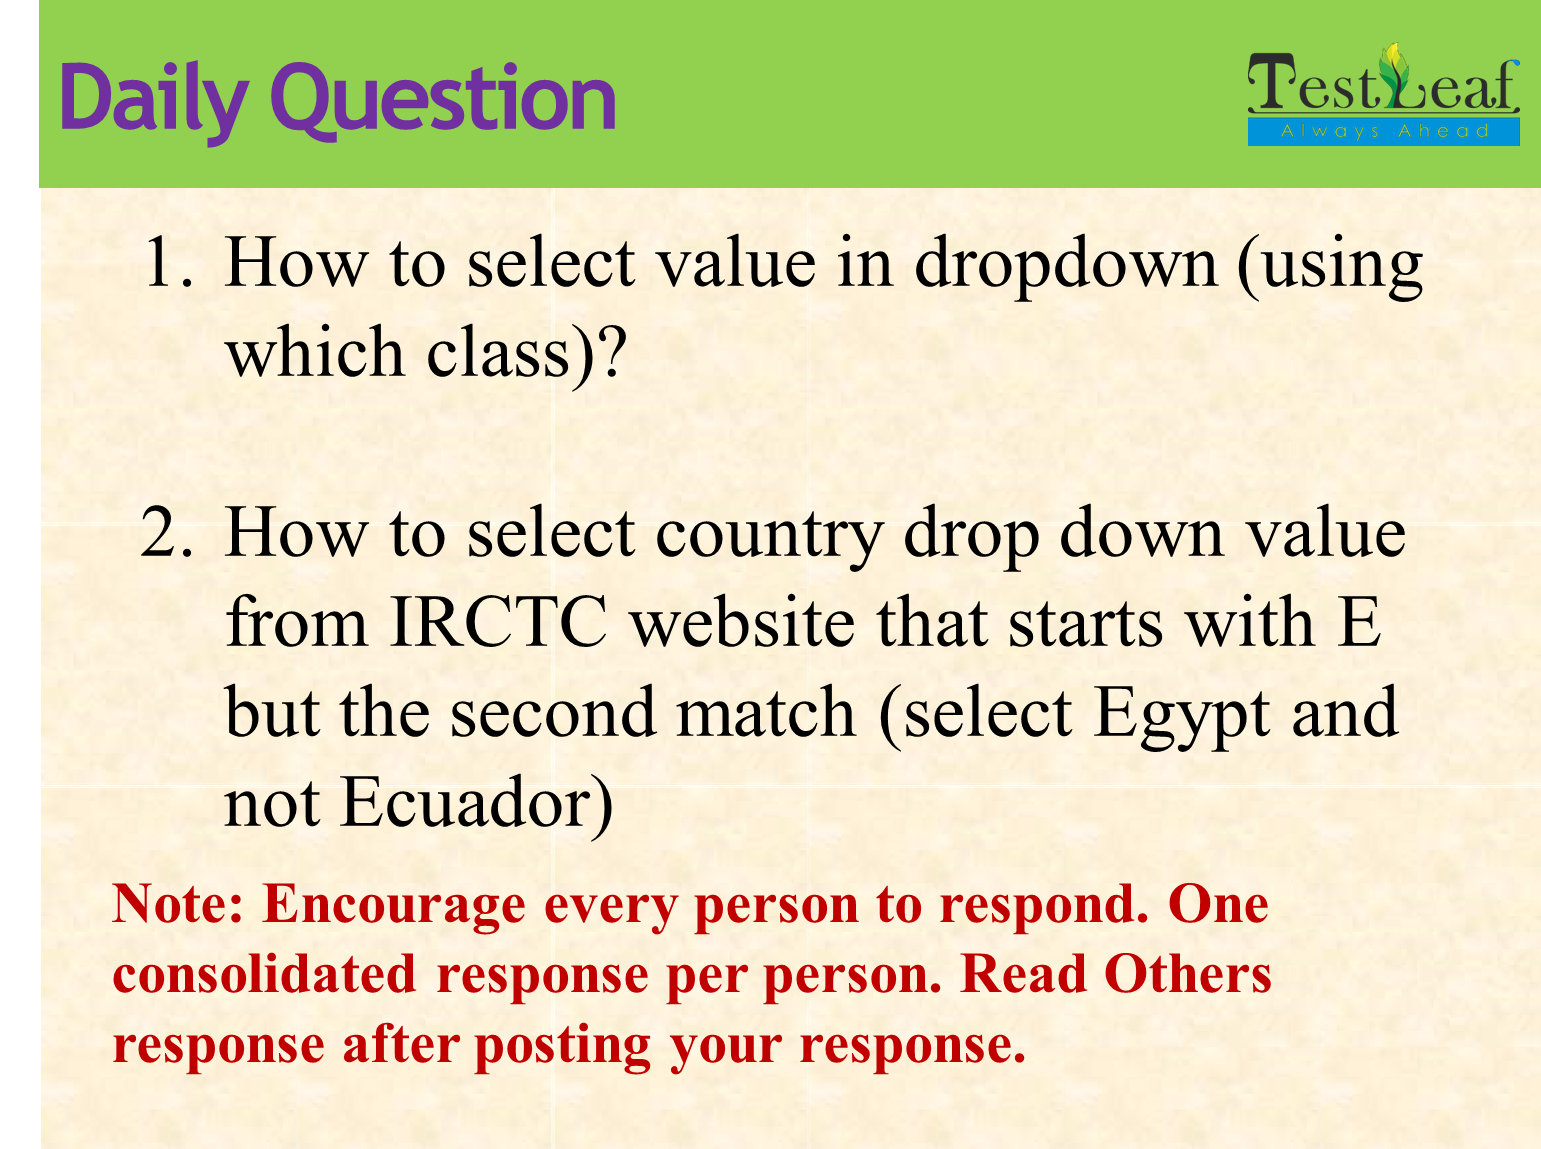 Daily Question
TestLeaf
Always Ahead
1. How to select value in dropdown (using
which class)?
2. How to select country drop down value
from IRCTC website that starts with E
but the second match (select Egypt and
not Ecuador)
Note: Encourage every person to respond. One
consolidated response per person. Read Others
response after posting your response.